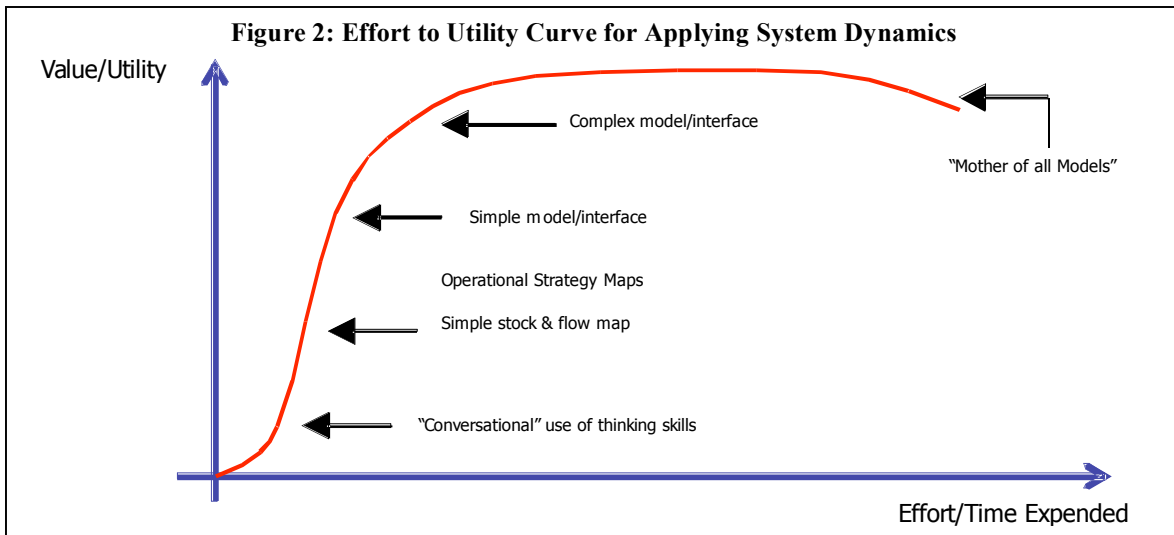 Figure 2: Effort to Utility Curve for Applying System Dynamics
Value/Utility
Complex model/interface
“Mother of all Models”
Simple model/interface
Operational Strategy Maps
Simple stock & flow map
“Conversational” use of thinking skills
Effort/Time Expended